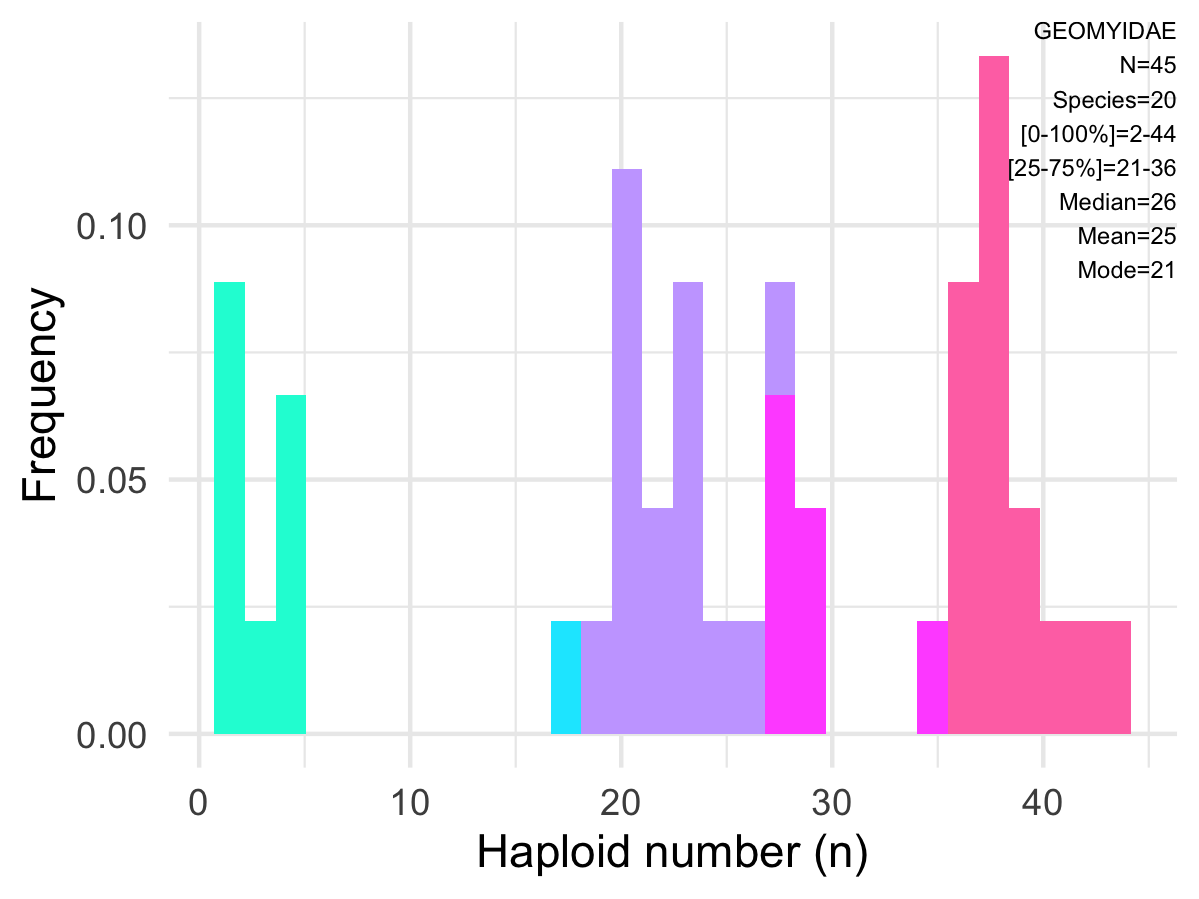 GEOMYIDAE
N=45
Species=20
[0-100%]=2-44
[25-75%]=21-36
Median=26
Mean=25
Mode=21
0.10
0.05
0.00
Frequency
0 10 20 30 40
Haploid number (n)